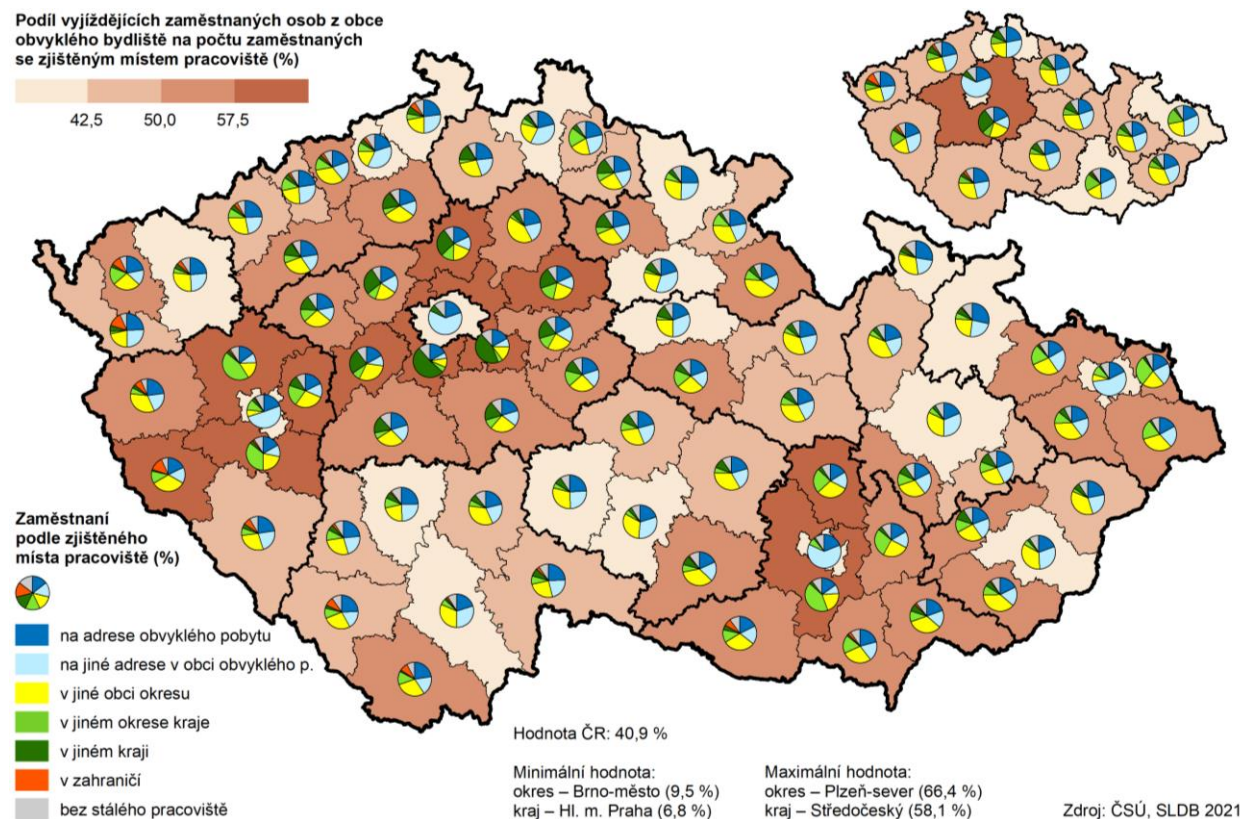 Podíl vyjíždějících zaměstnaných osob z obce
obvyklého bydliště na počtu zaměstnaných
se zjištěným místem pracoviště (%)
42,5 50,0 57,5
Zaměstnaní
podle zjištěného
místa pracoviště (%)
na adrese obvyklého pobytu
na jiné adrese v obci obvyklého p.
v jiné obci okresu
v jiném okrese kraje
v jiném kraji
v zahraničí
bez stálého pracoviště
Hodnota ČR: 40,9 %
Minimální hodnota:
okres – Brno-město (9,5 %)
kraj – Hl. m. Praha (6,8 %)
Maximální hodnota:
okres – Plzeň-sever (66,4 %)
kraj – Středočeský (58,1 %)
Zdroj: ČSÚ, SLDB 2021